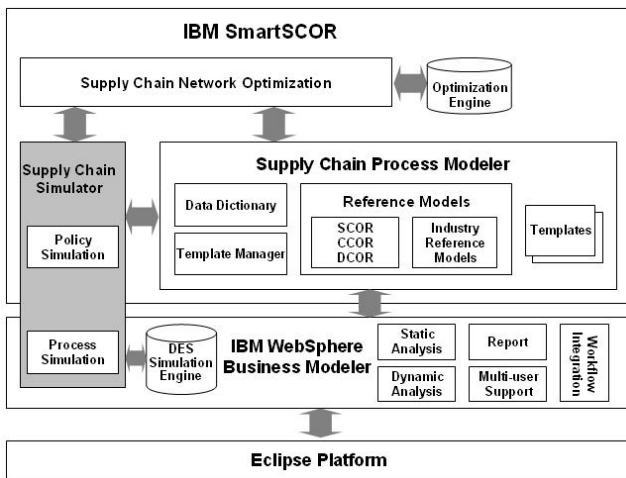 IBM SmartSCOR
Supply Chain Network Optimization
Optimization
Engine
Supply Chain
Simulator
Policy
Simulation
Supply Chain Process Modeler
Data Dictionary
Template Manager
Reference Models
SCOR
CCOR
DCOR
Industry
Reference
Models
Templates
Process
Simulation
DES
Simulation
Engine
IBM WebSphere
Business Modeler
Static
Analysis
Report
Dynamic
Analysis
Multi-user
Support
Workflow
Integration
Eclipse Platform